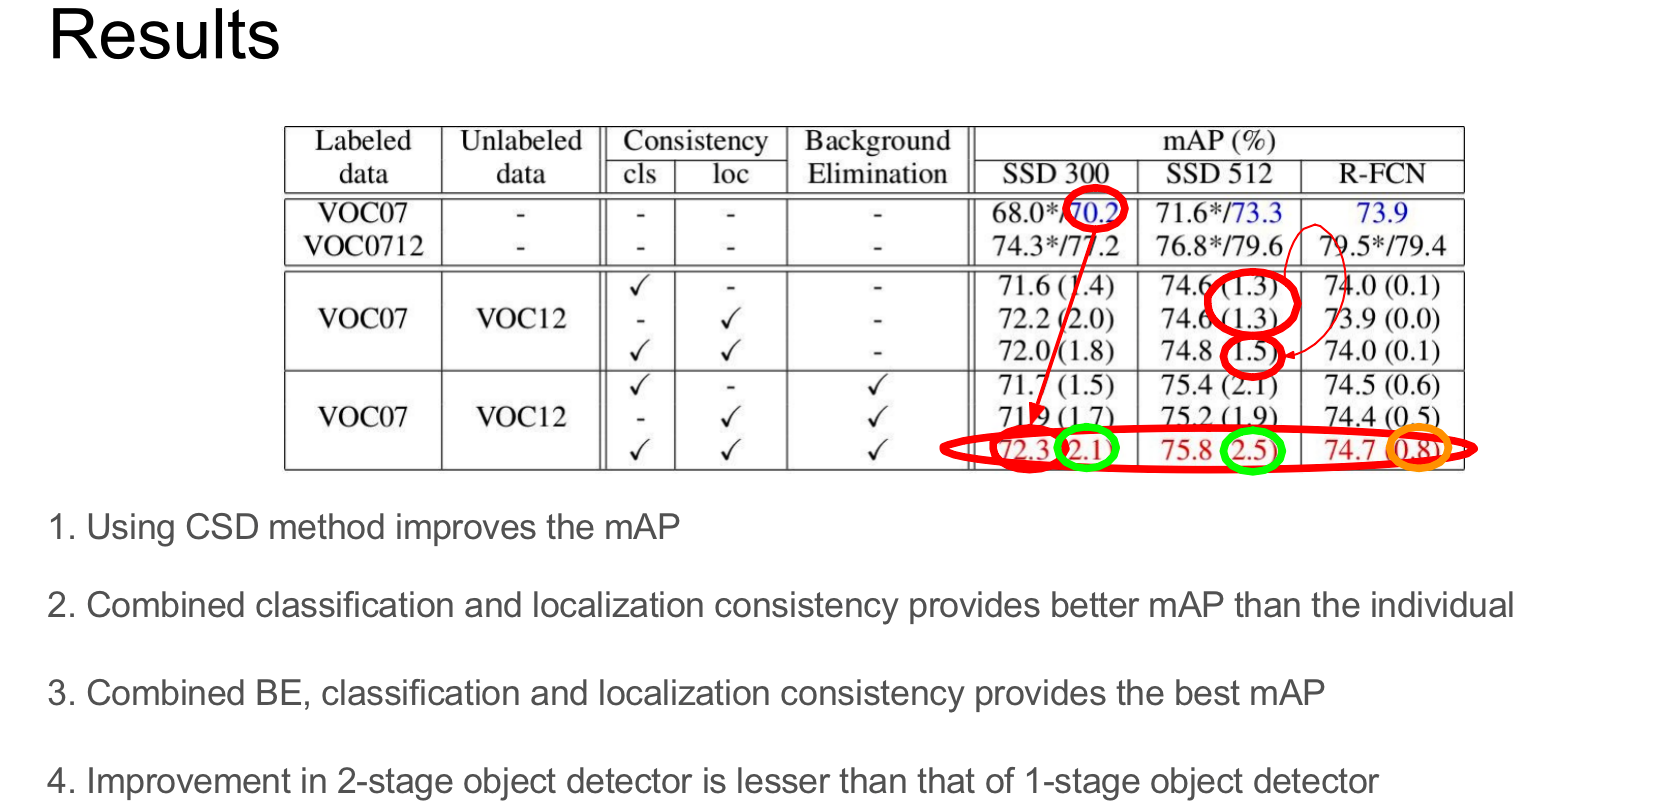 Results
Labeled data Unlabeled data Consistency Background Elimination mAP (%)
cls loc SSD 300 SSD 512 R-FCN
VOC07 - - - - 68.0*/70.2 71.6*/73.3 73.9
VOC0712 - - - - 74.3*/77.2 76.8*/79.6 79.5*/79.4
✓ - - 71.6 (1.4) 74.6 (1.3) 74.0 (0.1)
VOC07 VOC12 - ✓ - 72.2 (2.0) 74.6 (1.3) 73.9 (0.0)
✓ ✓ - 72.0 (1.8) 74.8 (1.5) 74.0 (0.1)
✓ - ✓ 71.7 (1.5) 75.4 (2.1) 74.5 (0.6)
VOC07 VOC12 - ✓ ✓ 71.9 (1.7) 75.2 (1.9) 74.4 (0.5)
✓ ✓ ✓ 72.3 (2.1) 75.8 (2.5) 74.7 (0.8)
1. Using CSD method improves the mAP
2. Combined classification and localization consistency provides better mAP than the individual
3. Combined BE, classification and localization consistency provides the best mAP
4. Improvement in 2-stage object detector is lesser than that of 1-stage object detector